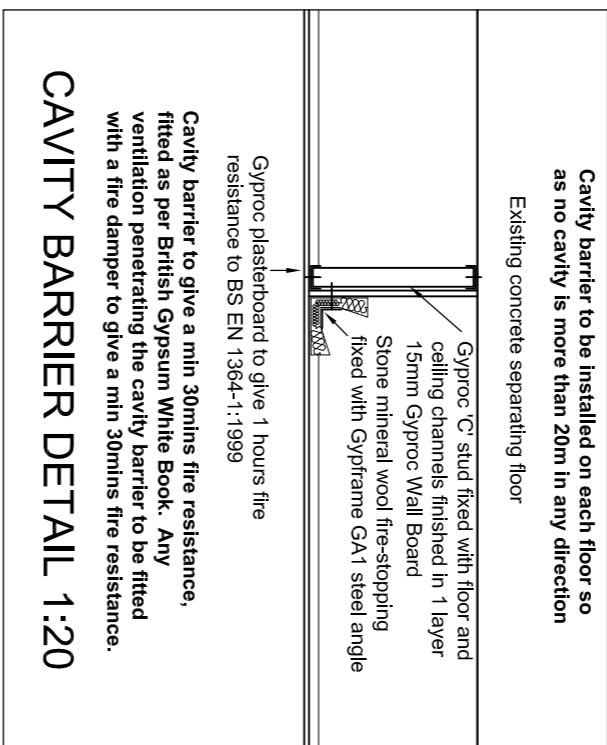 Cavity barrier to be installed on each floor so
as no cavity is more than 20m in any direction
Existing concrete separating floor
Gyproc 'C' stud fixed with floor and
ceiling channels finished in 1 layer
15mm Gyproc Wall Board
Stone mineral wool fire-stopping
fixed with Gypframe GA1 steel angle
Gyproc plasterboard to give 1 hours fire
resistance to BS EN 1364-1:1999
Cavity barrier to give a min 30mins fire resistance,
fitted as per British Gypsum White Book. Any
ventilation penetrating the cavity barrier to be fitted
with a fire damper to give a min 30mins fire resistance.
CAVITY BARRIER DETAIL 1:20